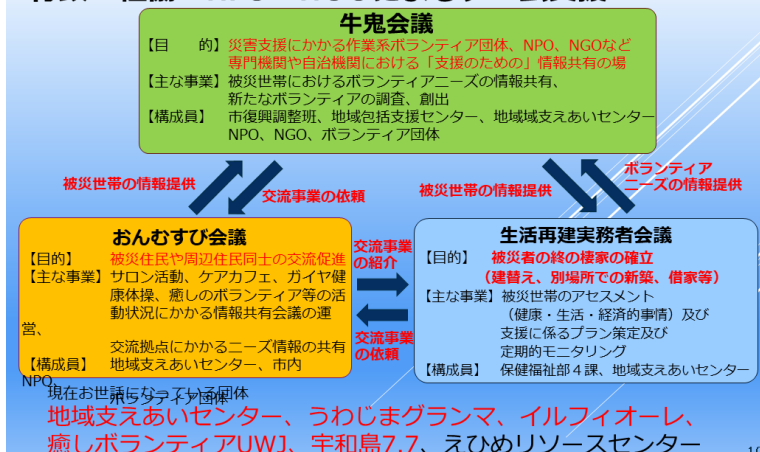 牛鬼会議
【目　　的】災害支援にかかる作業系ボランティア団体、NPO、NGOなど
専門機関や自治機関における「支援のための」情報共有の場
【主な事業】被災世帯におけるボランティアニーズの情報共有、
新たなボランティアの調査、創出
【構成員】　市復興調整班、地域包括支援センター、地域域支えあいセンター
NPO、NGO、ボランティア団体
被災世帯の情報提供
交流事業の依頼
被災世帯の情報提供
ボランティア
ニーズの情報提供
おんむすび会議
【目的】　被災住民や周辺住民同士の交流促進
【主な事業】サロン活動、ケアカフェ、ガイヤ健
康体操、癒しのボランティア等の活
動状況にかかる情報共有会議の運
営、
交流拠点にかかるニーズ情報の共有
【構成員】　地域支えあいセンター、市内
NPO、
ボランティア団体
交流事業
の紹介
交流事業
の依頼
生活再建実務者会議
【目的】　被災者の終の棲家の確立
（建替え、別場所での新築、借家等）
【主な事業】被災世帯のアセスメント
（健康・生活・経済的事情）及び
支援に係るプラン策定及び
定期的モニタリング
【構成員】　保健福祉部４課、地域支えあいセンター
現在お世話になっている団体
地域支えあいセンター、うわじまグランマ、イルフィオーレ、
癒しボランティアUWJ、宇和島7.7、えひめリソースセンター